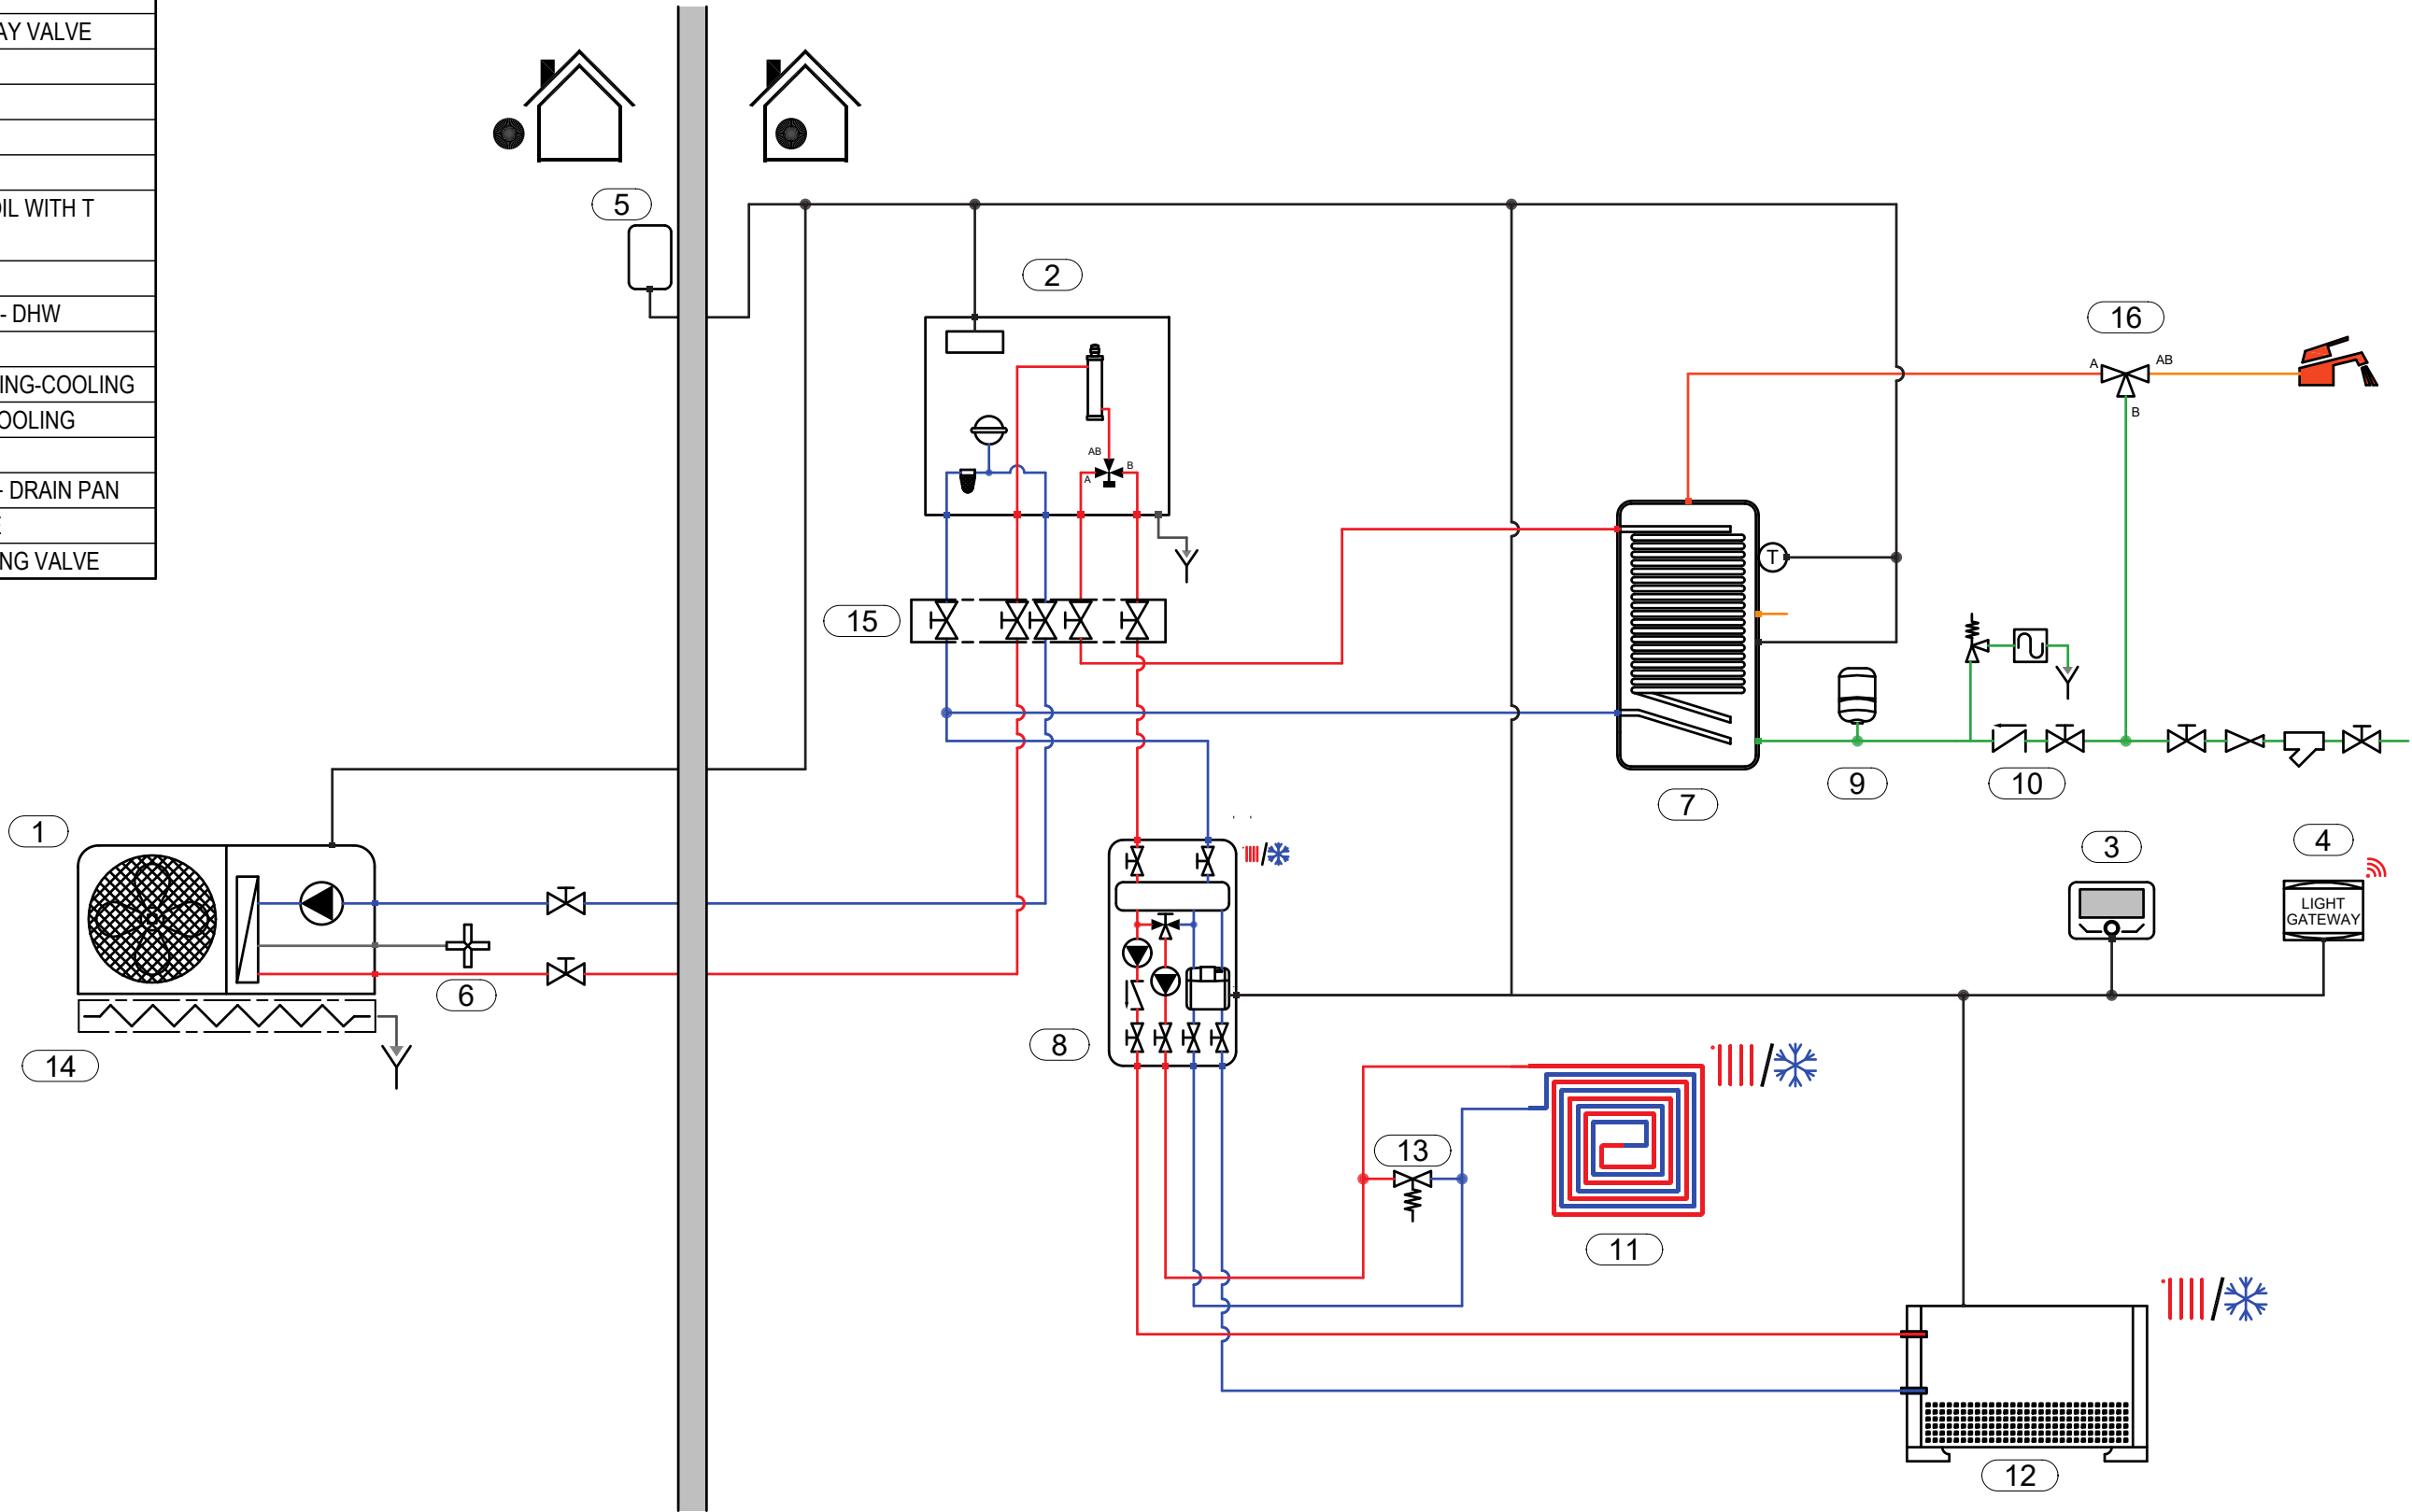 AY VALVE
OIL WITH T
- DHW
ING-COOLING
OOLING
- DRAIN PAN
NG VALVE
5
2
16
A
AB
B
AB
B
A
T
15
7
9
10
1
3
4
LIGHT
GATEWAY
6
8
14
13
11
12